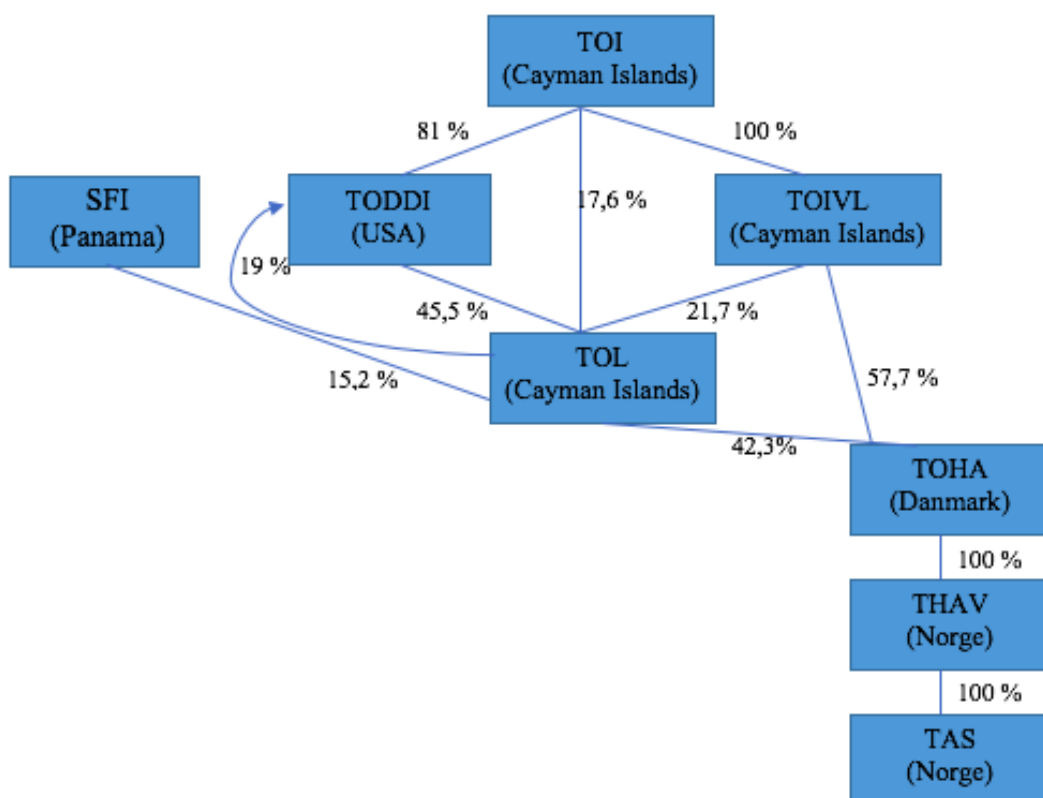 TOI
(Cayman Islands)
81 %
100 %
SFI
(Panama)
TODDI
(USA)
17,6 %
TOIVL
(Cayman Islands)
19 %
45,5 %
21,7 %
15,2 %
TOL
(Cayman Islands)
57,7 %
42,3%
TOHA
(Danmark)
100 %
THAV
(Norge)
100 %
TAS
(Norge)